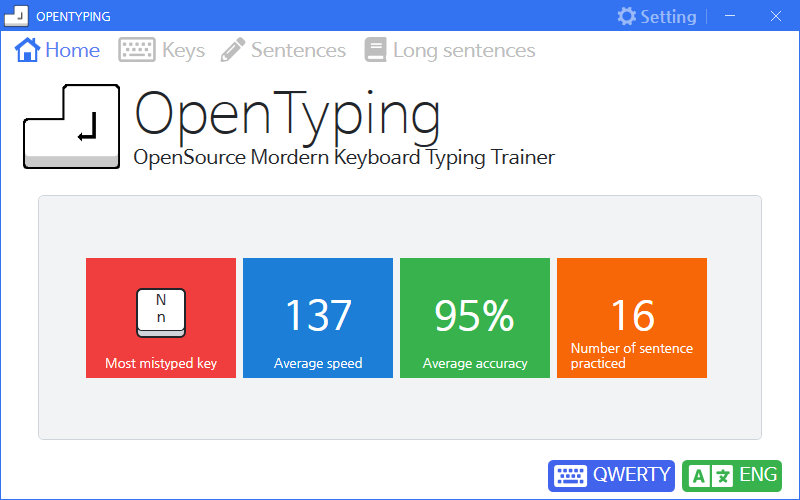 OPENTYPING
Setting
Home
Keys
Sentences
Long sentences
OpenTyping
OpenSource Mordern Keyboard Typing Trainer
N
n
Most mistyped key
137
Average speed
95%
Average accuracy
16
Number of sentence
practiced
QWERTY
A 文
ENG